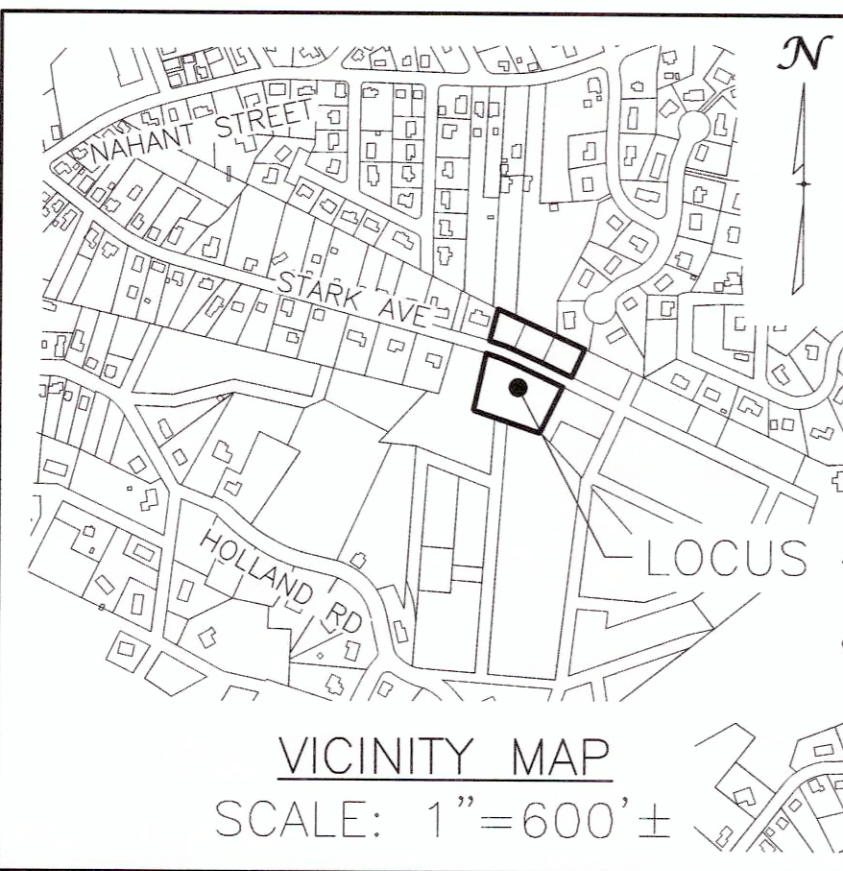 N
NAHANT STREET
STARK AVE
LOCUS
HOLLAND RD
VICINITY MAP
SCALE: 1"=600'±